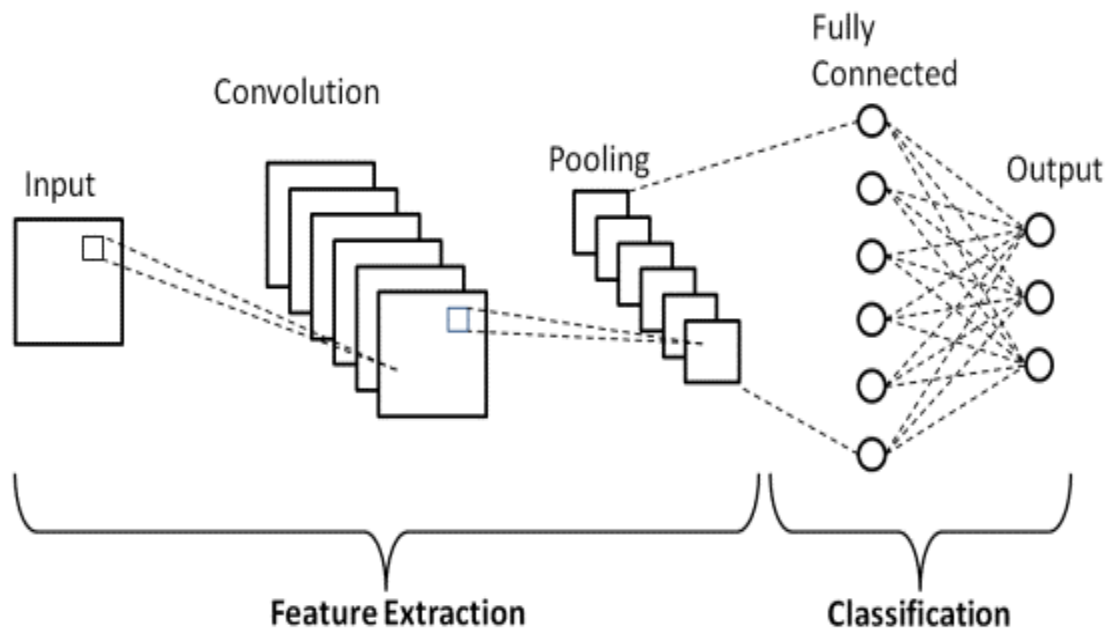 Input
Convolution
Pooling
Fully
Connected
Output
Feature Extraction
Classification